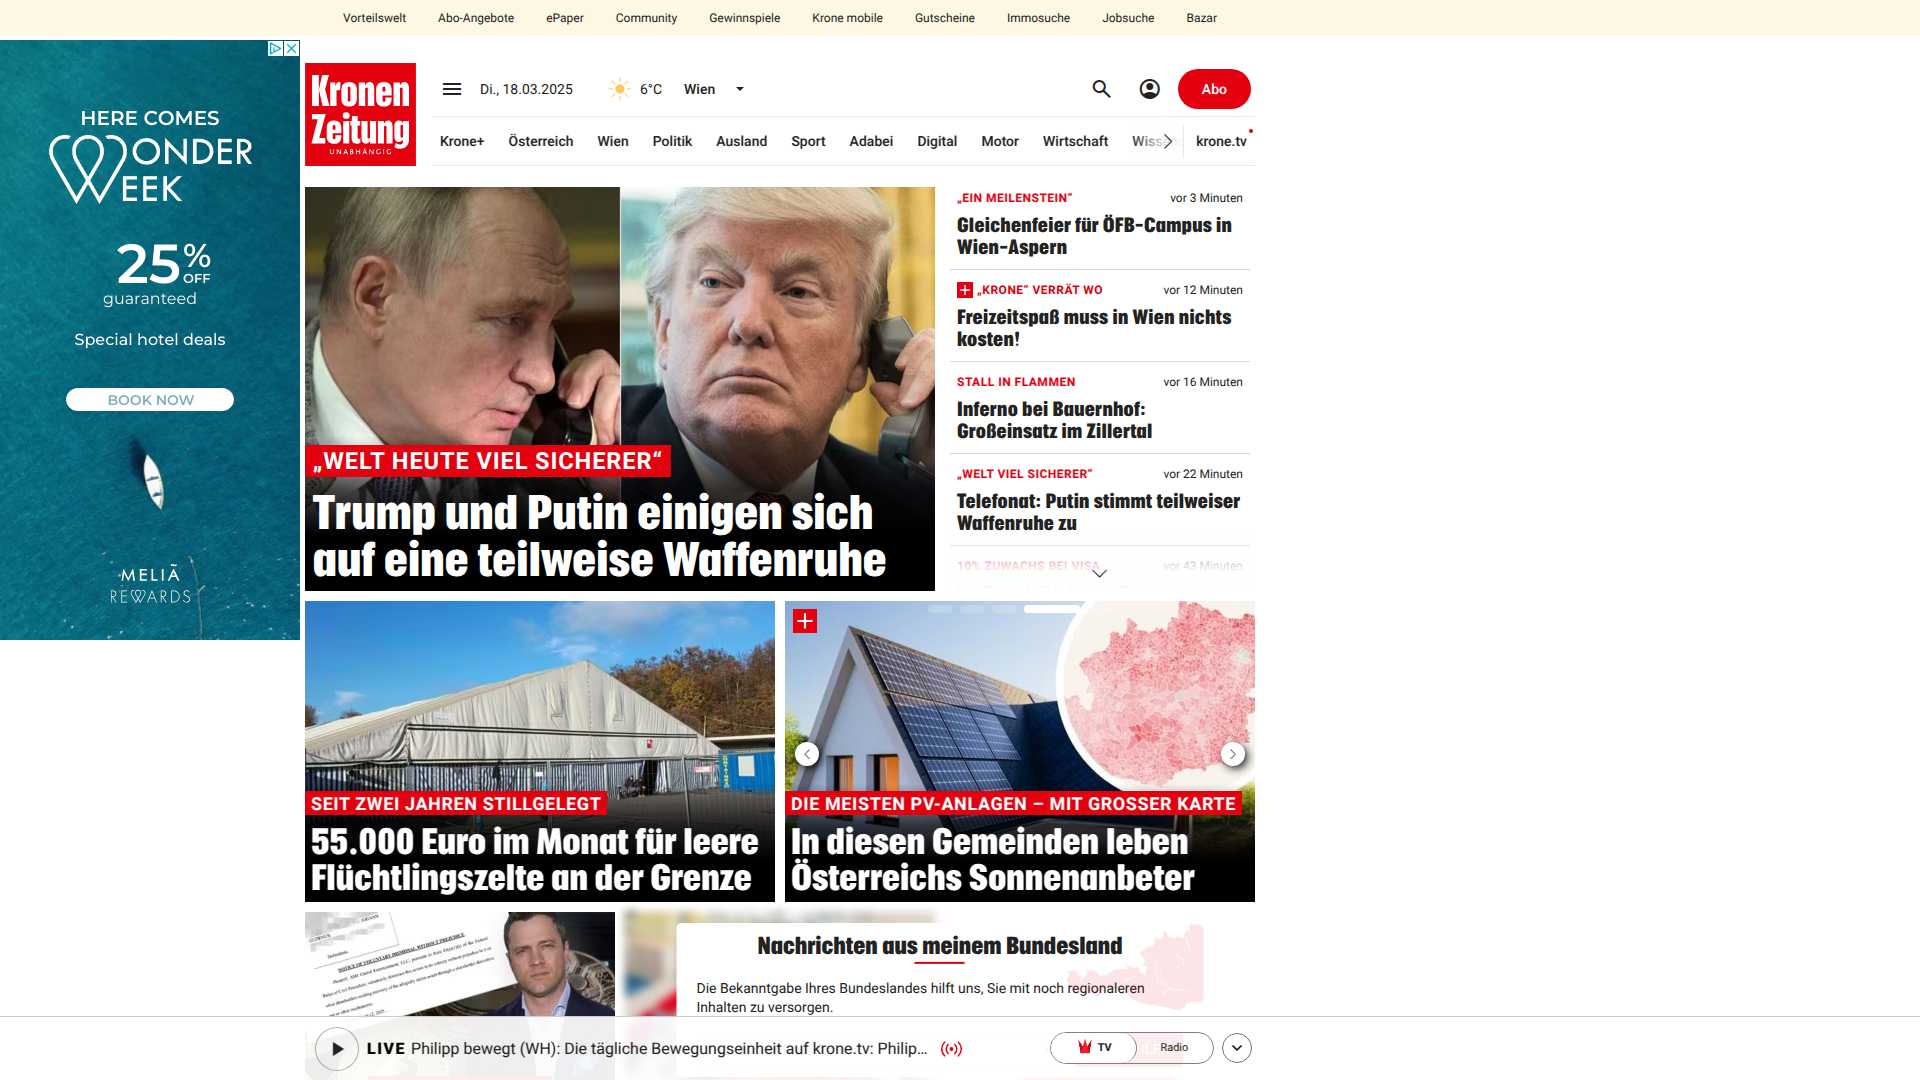 Vorteilswelt Abo-Angebote ePaper Community Gewinnspiele Krone mobile Gutscheine Immosuche Jobsuche Bazar
HERE COMES
WONDER
WEEK
25% OFF
guaranteed
Special hotel deals
BOOK NOW
MELIÃ
REWARDS
Kronen
Zeitung
UNABHÄNGIG
Di., 18.03.2025 6°C Wien
Abo
Krone+ Österreich Wien Politik Ausland Sport Adabei Digital Motor Wirtschaft krone.tv
„WELT HEUTE VIEL SICHERER“
Trump und Putin einigen sich
auf eine teilweise Waffenruhe
„EIN MEILENSTEIN“ vor 3 Minuten
Gleichenfeier für ÖFB-Campus in
Wien-Aspern
„KRONE“ VERRÄT WO vor 12 Minuten
Freizeitspaß muss in Wien nichts
kosten!
STALL IN FLAMMEN vor 16 Minuten
Inferno bei Bauernhof:
Großeinsatz im Zillertal
„WELT VIEL SICHERER“ vor 22 Minuten
Telefonat: Putin stimmt teilweiser
Waffenruhe zu
10% ZUWACHS BEI VISA vor 43 Minuten
SEIT ZWEI JAHREN STILLGELEGT
55.000 Euro im Monat für leere
Flüchtlingszelte an der Grenze
DIE MEISTEN PV-ANLAGEN – MIT GROSSER KARTE
In diesen Gemeinden leben
Österreichs Sonnenanbeter
NOTICE OF VOLUNTARY DISMISSAL WITHOUT PREJUDICE
Nachrichten aus meinem Bundesland
Die Bekanntgabe Ihres Bundeslandes hilft uns, Sie mit noch regionaleren
Inhalten zu versorgen.
LIVE Philipp bewegt (WH): Die tägliche Bewegungseinheit auf krone.tv: Philip...
TV Radio